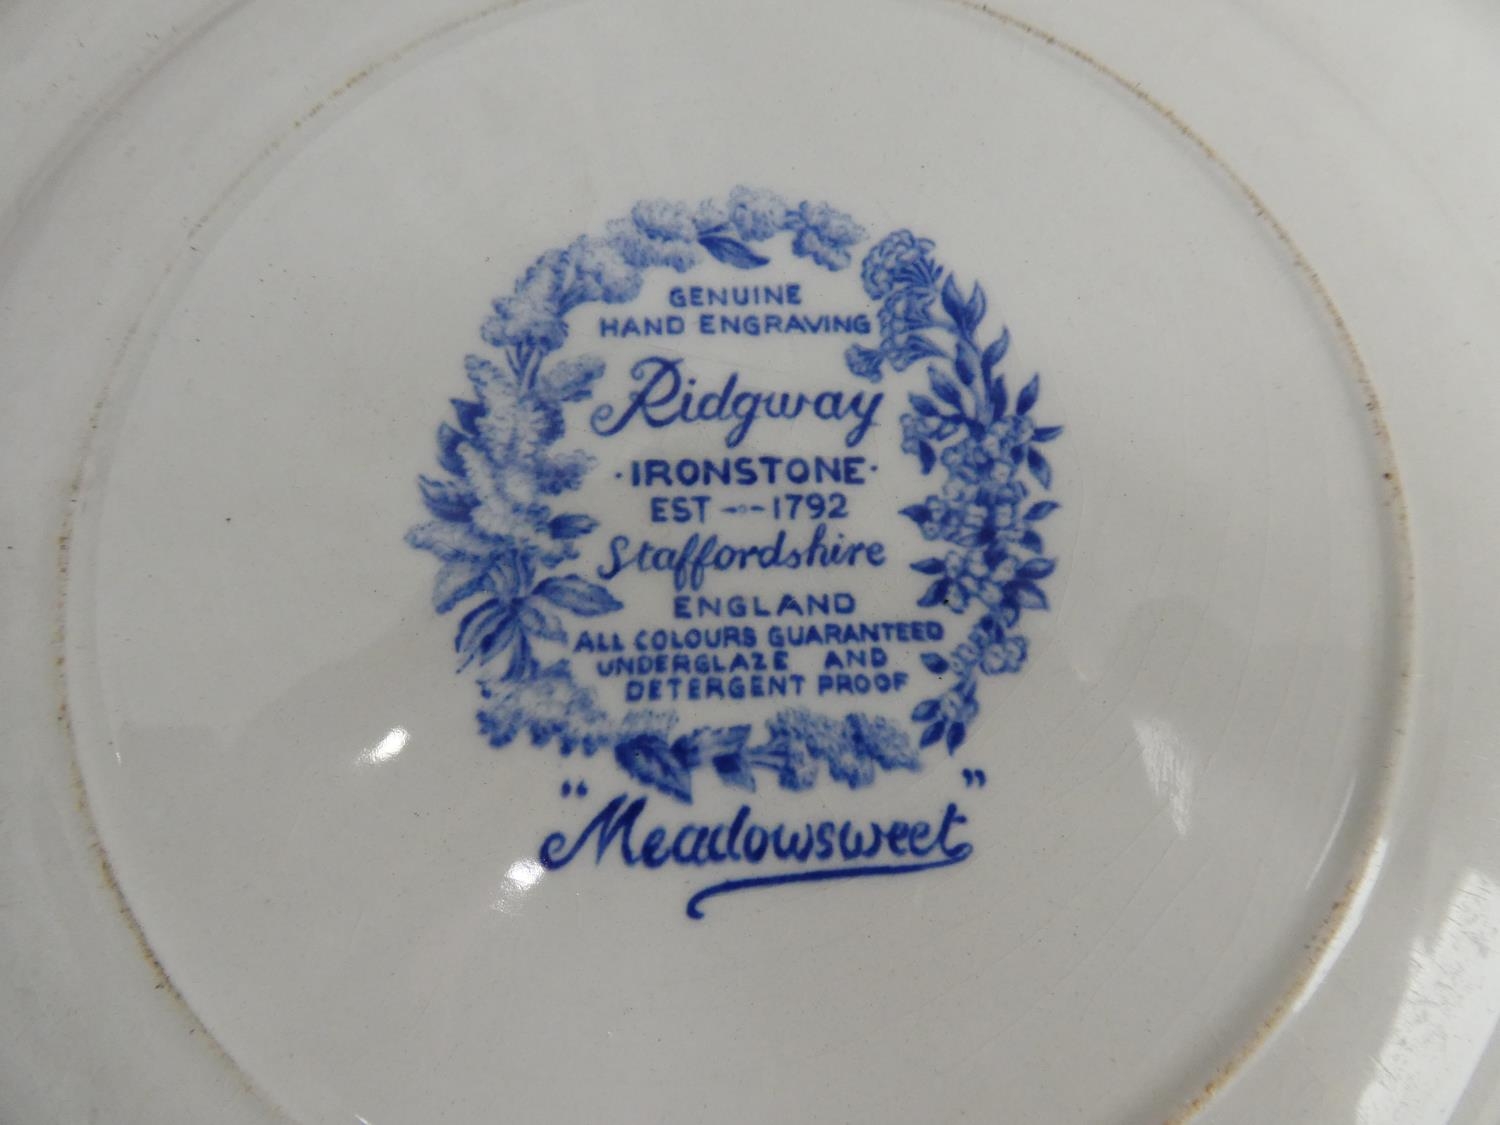 GENUINE
HAND ENGRAVING
Ridgway
·IRONSTONE·
EST -- 1792
Staffordshire
ENGLAND
ALL COLOURS GUARANTEED
UNDERGLAZE AND
DETERGENT PROOF
"Meadowsweet"